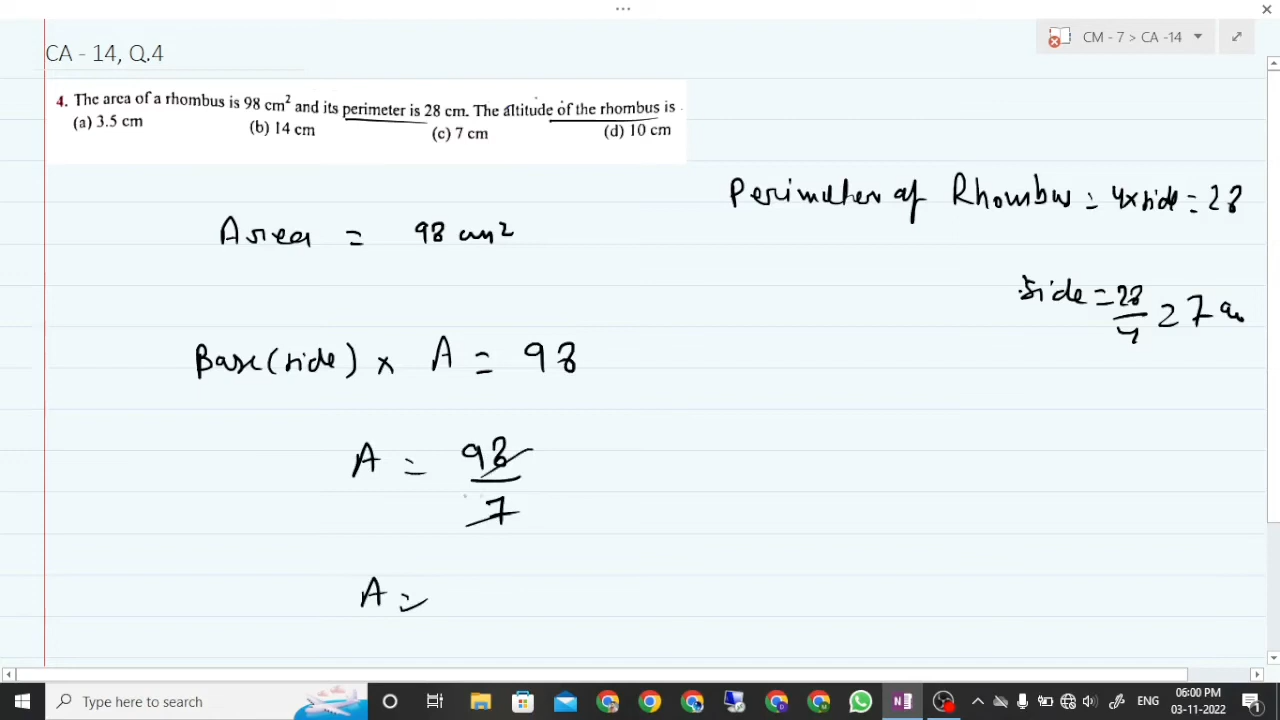 CM - 7 > CA -14
CA - 14, Q.4
4. The area of a rhombus is 98 cm² and its perimeter is 28 cm. The altitude of the rhombus is
(a) 3.5 cm (b) 14 cm (c) 7 cm (d) 10 cm
Perimeter of Rhombus = 4x side = 28
Area = 98 cm²
side = 28/4 = 7 cm
Base(side) x A = 98
A = 98/7
A =
Type here to search
ENG
06:00 PM
03-11-2022
1